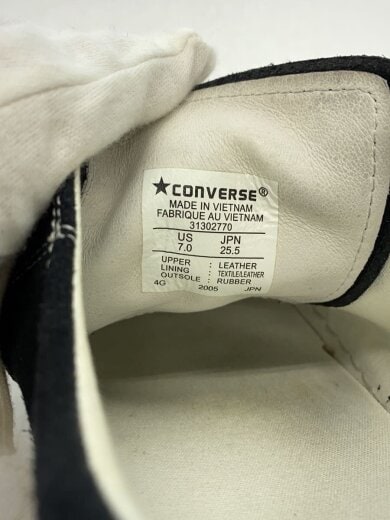 ★CONVERSE®
MADE IN VIETNAM
FABRIQUE AU VIETNAM
31302770
US JPN
7.0 25.5
UPPER : LEATHER
LINING : TEXTILE/LEATHER
OUTSOLE : RUBBER
4G 2005 JPN